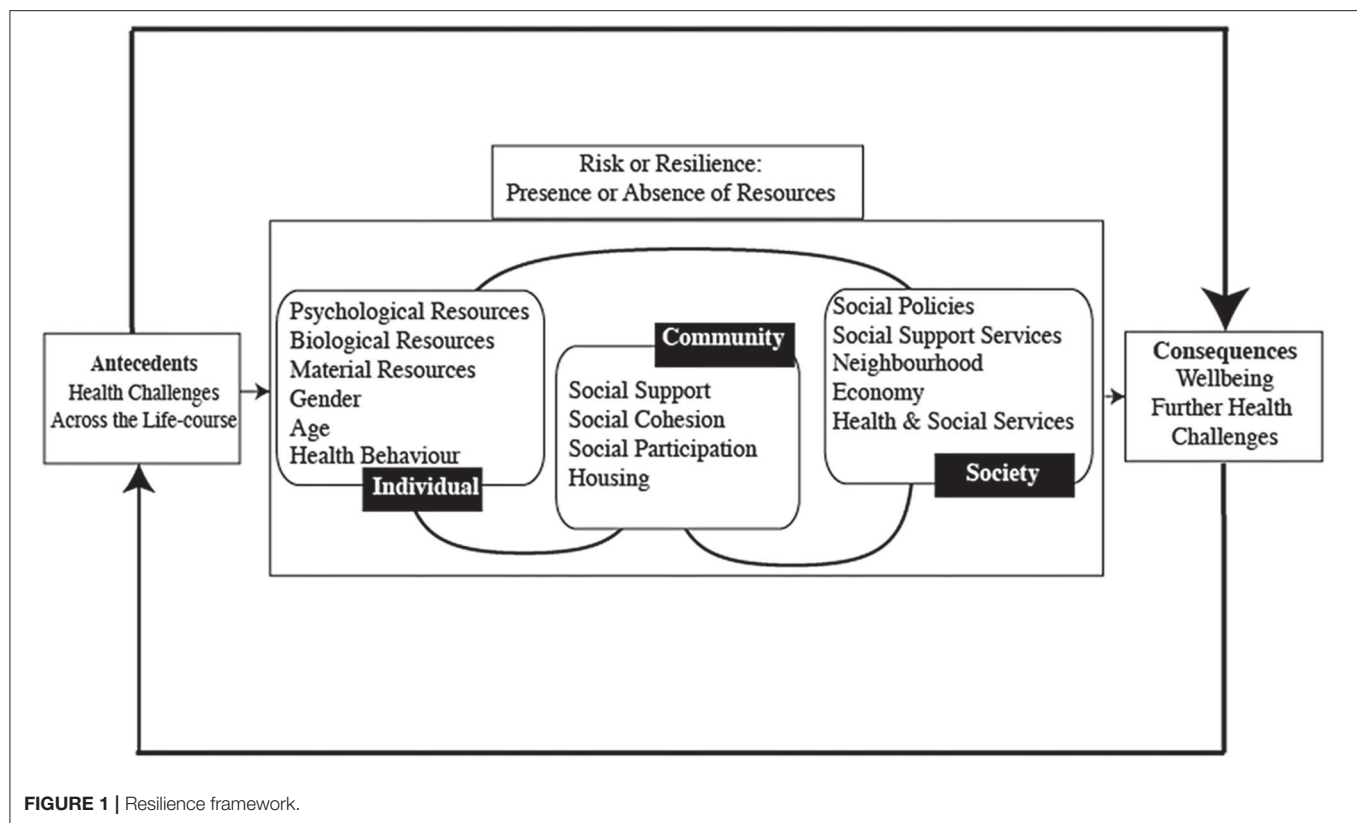 Risk or Resilience:
Presence or Absence of Resources
Antecedents
Health Challenges
Across the Life-course
Psychological Resources
Biological Resources
Material Resources
Gender
Age
Health Behaviour
Individual
Community
Social Support
Social Cohesion
Social Participation
Housing
Social Policies
Social Support Services
Neighbourhood
Economy
Health & Social Services
Society
Consequences
Wellbeing
Further Health
Challenges
FIGURE 1 | Resilience framework.